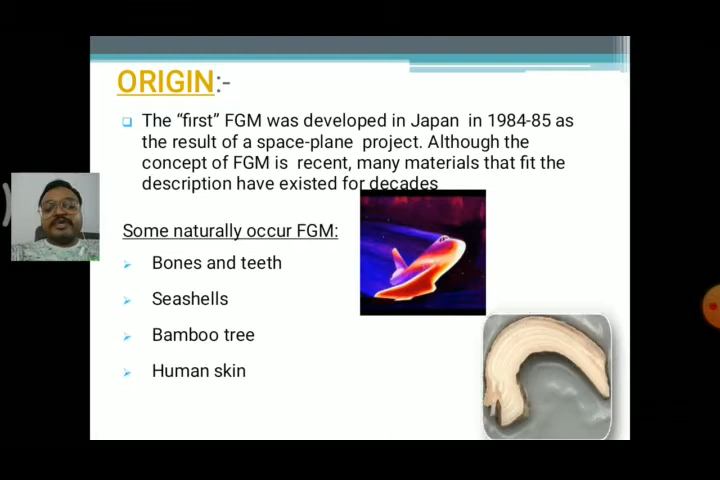 ORIGIN:-
The “first” FGM was developed in Japan in 1984-85 as
the result of a space-plane project. Although the
concept of FGM is recent, many materials that fit the
description have existed for decades
Some naturally occur FGM:
Bones and teeth
Seashells
Bamboo tree
Human skin